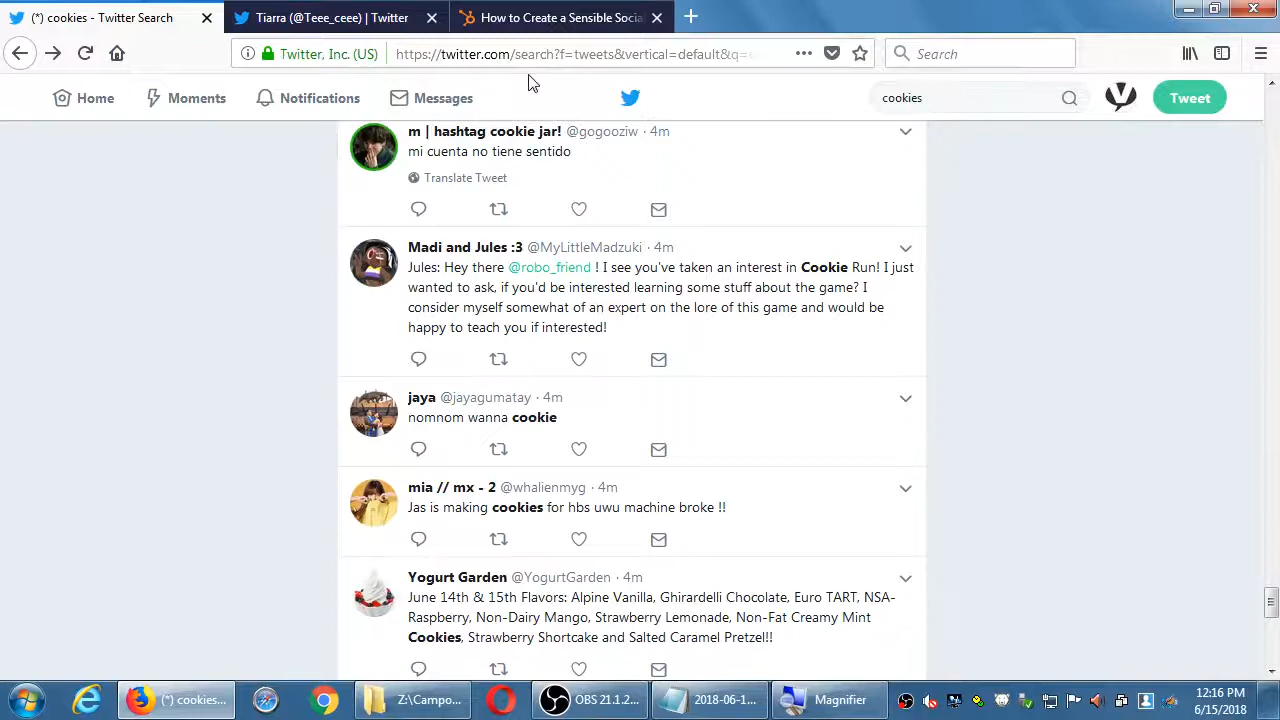 (*) cookies - Twitter Search
Tiarra (@Teee_ceee) | Twitter
How to Create a Sensible Socia
Twitter, Inc. (US)
https://twitter.com/search?f=tweets&vertical=default&q=
Search
Home
Moments
Notifications
Messages
cookies
Tweet
m | hashtag cookie jar! @gogooziw · 4m
mi cuenta no tiene sentido
Translate Tweet
Madi and Jules :3 @MyLittleMadzuki · 4m
Jules: Hey there @robo_friend ! I see you've taken an interest in Cookie Run! I just
wanted to ask, if you'd be interested learning some stuff about the game? I
consider myself somewhat of an expert on the lore of this game and would be
happy to teach you if interested!
jaya @jayagumatay · 4m
nomnom wanna cookie
mia // mx - 2 @whalienmyg · 4m
Jas is making cookies for hbs uwu machine broke !!
Yogurt Garden @YogurtGarden · 4m
June 14th & 15th Flavors: Alpine Vanilla, Ghirardelli Chocolate, Euro TART, NSA-
Raspberry, Non-Dairy Mango, Strawberry Lemonade, Non-Fat Creamy Mint
Cookies, Strawberry Shortcake and Salted Caramel Pretzel!!
(*) cookies...
Z:\Campo...
OBS 21.1.2...
2018-06-1...
Magnifier
12:16 PM
6/15/2018